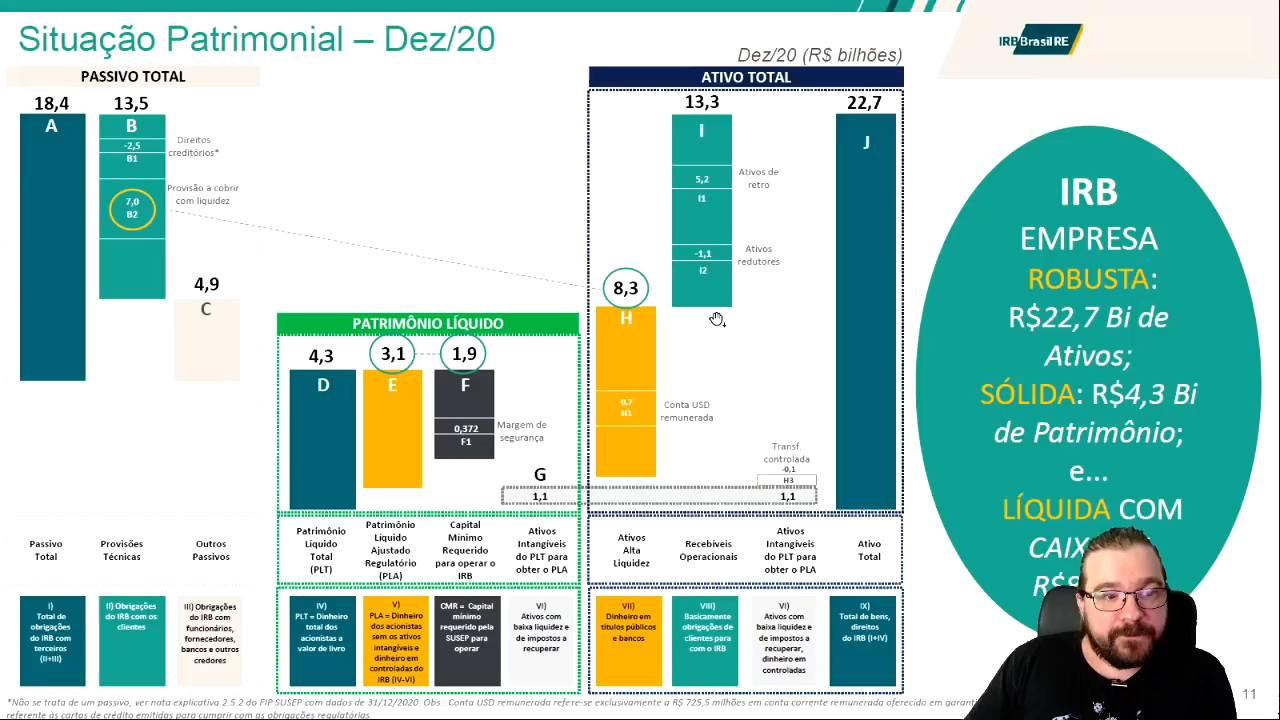 Situação Patrimonial – Dez/20
IRB Brasil RE
Dez/20 (R$ bilhões)
PASSIVO TOTAL
18,4
A
13,5
B
-2,5
B1
Direitos
creditórios*
7,0
B2
Provisão a cobrir
com liquidez
4,9
C
PATRIMÔNIO LÍQUIDO
4,3
D
3,1
E
1,9
F
0,372
F1
Margem de
segurança
G
1,1
ATIVO TOTAL
8,3
H
0,7
H1
Conta USD
remunerada
13,3
I
5,2
I1
Ativos de
retro
-1,1
I2
Ativos
redutores
Transf.
controlada
-0,1
H3
1,1
22,7
J
Passivo
Total
Provisões
Técnicas
Outros
Passivos
Patrimônio
Líquido
Total
(PLT)
Patrimônio
Líquido
Ajustado
Regulatório
(PLA)
Capital
Mínimo
Requerido
para operar o
IRB
Ativos
Intangíveis
do PLT para
obter o PLA
Ativos
Alta
Liquidez
Recebíveis
Operacionais
Ativos
Intangíveis
do PLT para
obter o PLA
Ativo
Total
I)
Total de
obrigações
do IRB com
terceiros
(II+III)
II) Obrigações
do IRB com os
clientes
III) Obrigações
do IRB com
funcionários,
fornecedores,
bancos e outros
credores
IV)
PLT = Dinheiro
total dos
acionistas a
valor de livro
V)
PLA = Dinheiro
dos acionistas
sem os ativos
intangíveis e
dinheiro em
controladas do
IRB (IV-VI)
CMR = Capital
mínimo
requerido pela
SUSEP para
operar
VI)
Ativos com
baixa liquidez e
de impostos a
recuperar
VII)
Dinheiro em
títulos públicos
e bancos
VIII)
Basicamente
obrigações de
clientes para
com o IRB
VI)
Ativos com
baixa liquidez e
de impostos a
recuperar,
dinheiro em
controladas
IX)
Total de bens,
direitos
do IRB (I+IV)
IRB
EMPRESA
ROBUSTA:
R$22,7 Bi de
Ativos;
SÓLIDA: R$4,3 Bi
de Patrimônio;
e...
LÍQUIDA COM
*Não se trata de um passivo, ver nota explicativa 2.5.2 do FIP SUSEP com dados de 31/12/2020. Obs.: Conta USD remunerada refere-se exclusivamente a R$ 725,5 milhões em conta corrente remunerada oferecido em
referente às cartas de crédito emitidas para cumprir com as obrigações regulatórias.
11